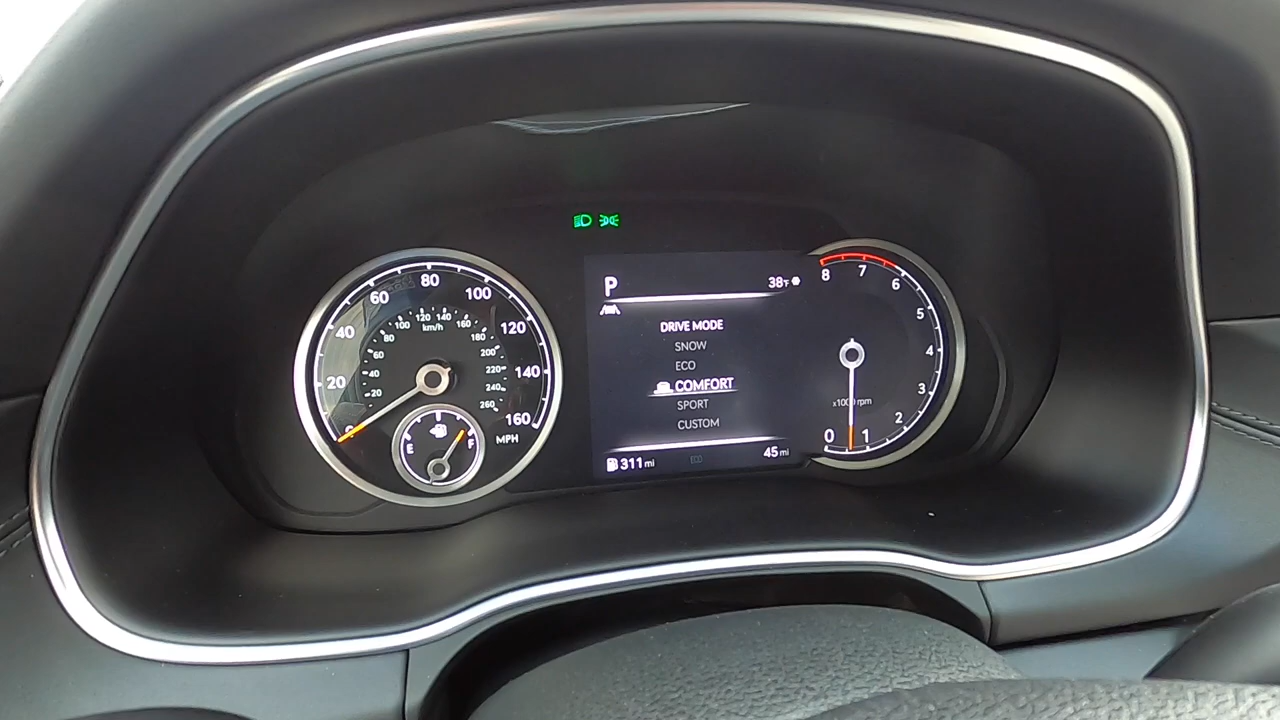 P
38°F
DRIVE MODE
SNOW
ECO
COMFORT
SPORT
CUSTOM
311 mi
ECO
45 mi
0
20
40
60
80
100
120
140
160
MPH
20
40
60
80
100
120
140
160
180
200
220
240
260
km/h
E
F
0
1
2
3
4
5
6
7
8
x1000 rpm